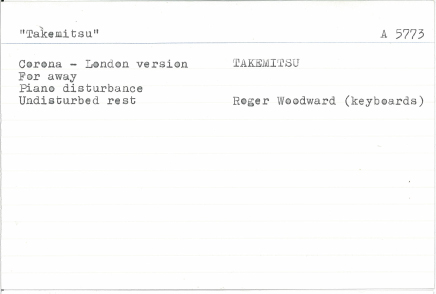 "Takemitsu" A 5773
Corona - London version TAKEMITSU
For away
Piano disturbance
Undisturbed rest Roger Woodward (keyboards)